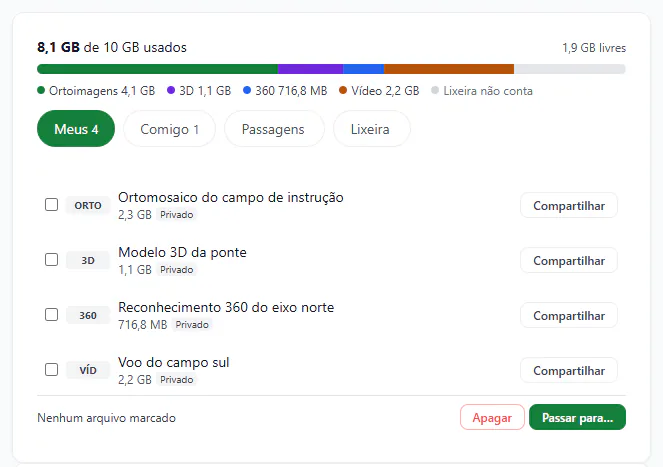 8,1 GB de 10 GB usados
1,9 GB livres
Ortoimagens 4,1 GB 3D 1,1 GB 360 716,8 MB Vídeo 2,2 GB Lixeira não conta
Meus 4 Comigo 1 Passagens Lixeira
ORTO
Ortomosaico do campo de instrução
2,3 GB Privado
Compartilhar
3D
Modelo 3D da ponte
1,1 GB Privado
Compartilhar
360
Reconhecimento 360 do eixo norte
716,8 MB Privado
Compartilhar
VÍD
Voo do campo sul
2,2 GB Privado
Compartilhar
Nenhum arquivo marcado
Apagar Passar para...